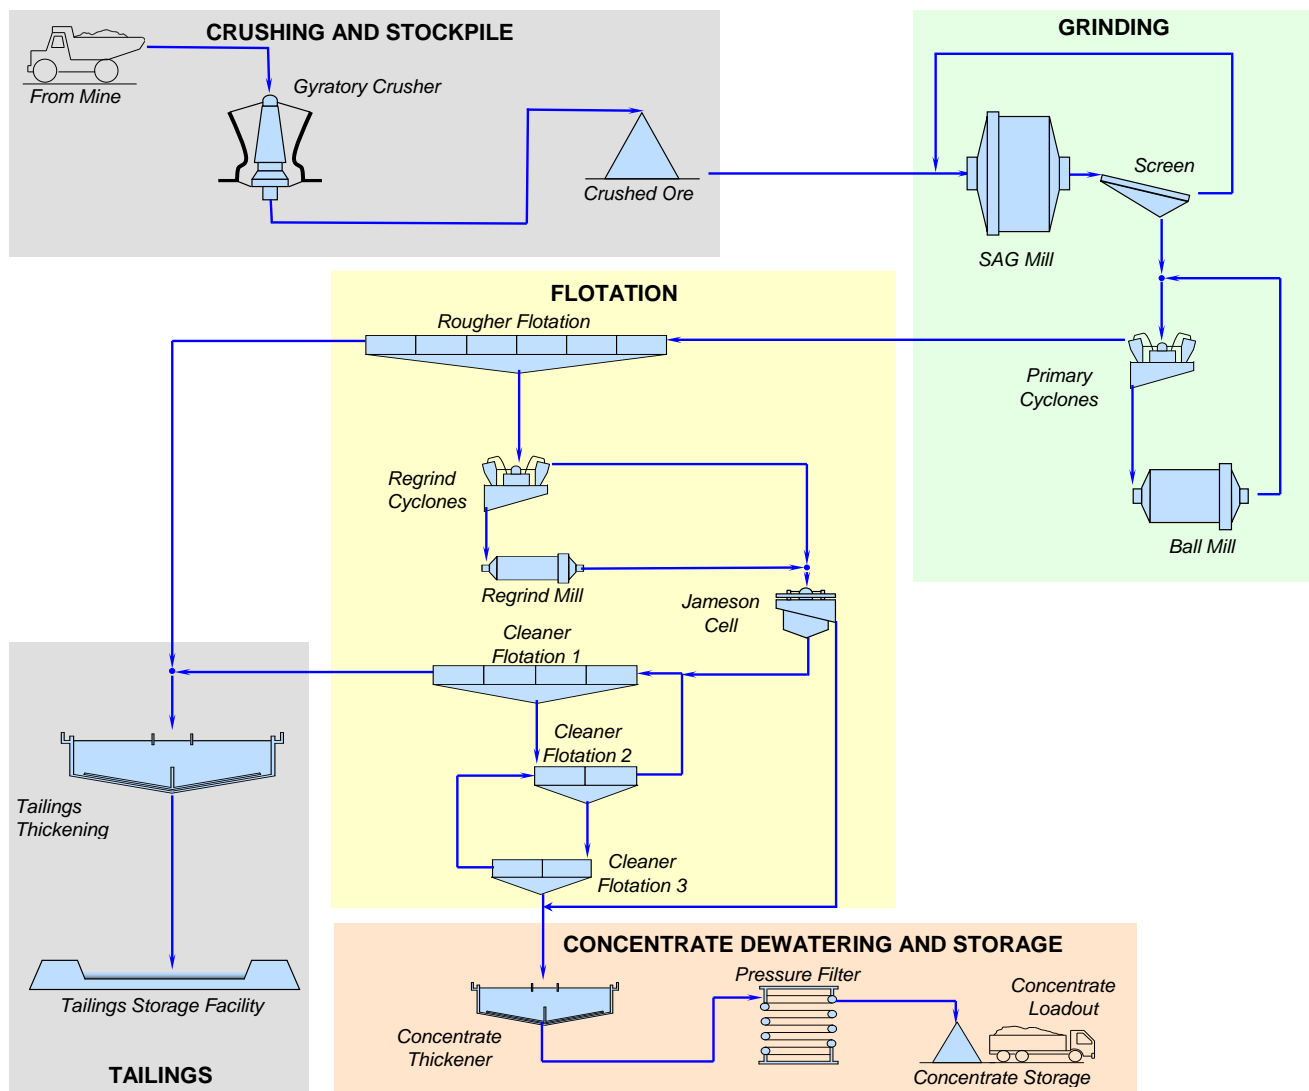 CRUSHING AND STOCKPILE
From Mine
Gyratory Crusher
Crushed Ore
GRINDING
Screen
SAG Mill
Primary
Cyclones
Ball Mill
FLOTATION
Rougher Flotation
Regrind
Cyclones
Regrind Mill
Jameson
Cell
Cleaner
Flotation 1
Cleaner
Flotation 2
Cleaner
Flotation 3
Tailings
Thickening
Tailings Storage Facility
TAILINGS
CONCENTRATE DEWATERING AND STORAGE
Pressure Filter
Concentrate
Loadout
Concentrate
Thickener
Concentrate Storage